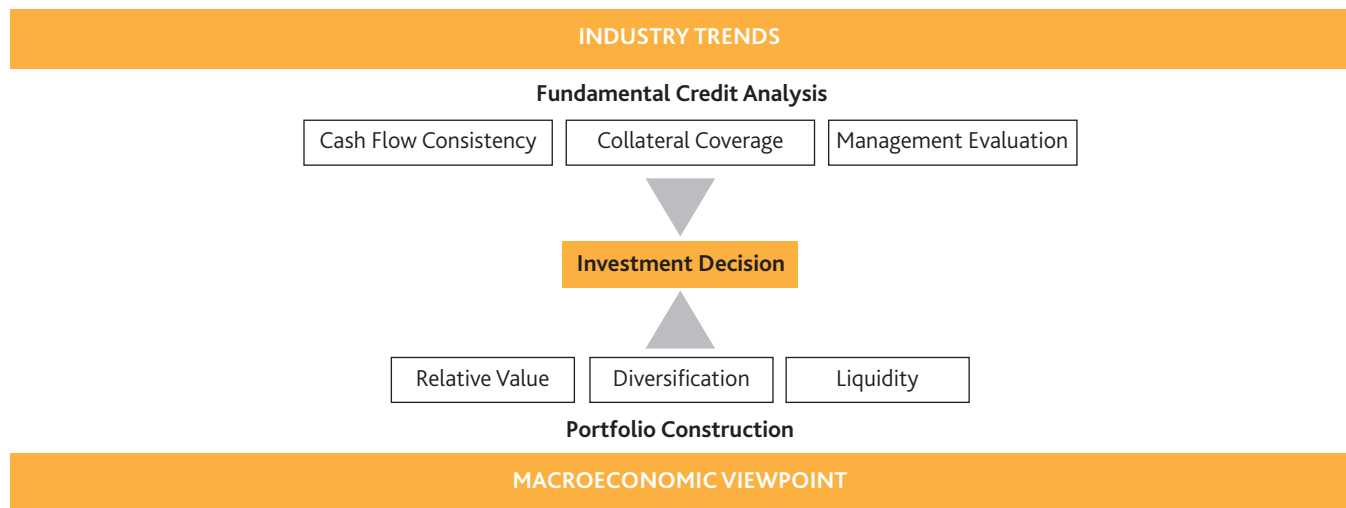 INDUSTRY TRENDS
Fundamental Credit Analysis
Cash Flow Consistency
Collateral Coverage
Management Evaluation
Investment Decision
Relative Value
Diversification
Liquidity
Portfolio Construction
MACROECONOMIC VIEWPOINT